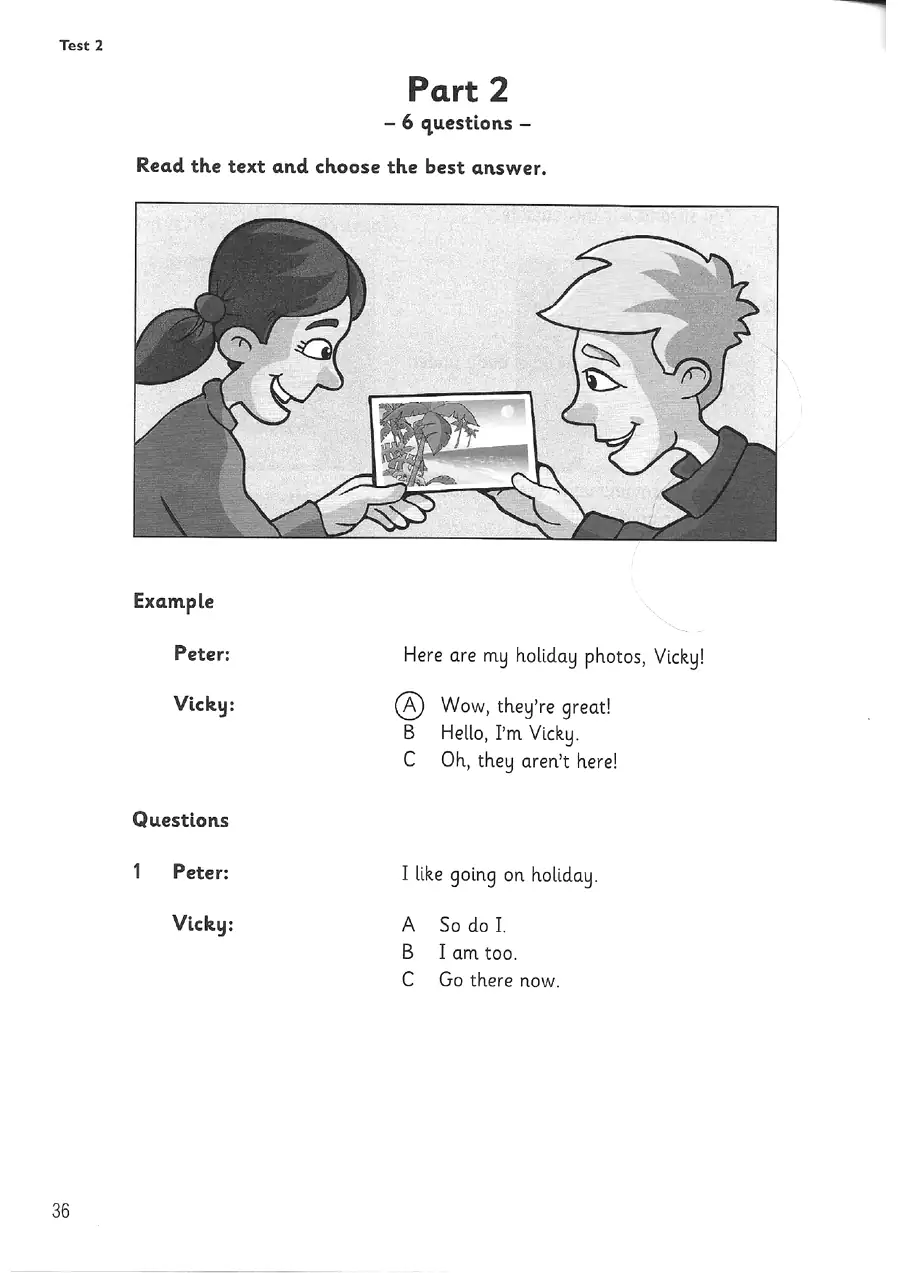 Test 2
Part 2
– 6 questions –
Read the text and choose the best answer.
Example
Peter: Here are my holiday photos, Vicky!
Vicky: A Wow, they're great!
B Hello, I'm Vicky.
C Oh, they aren't here!
Questions
1 Peter: I like going on holiday.
Vicky: A So do I.
B I am too.
C Go there now.
36